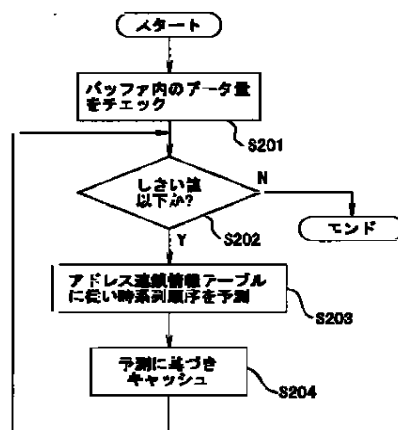 スタート
バッファ内のデータ量
をチェック
S201
しきい値
以下か?
N
S202
エンド
Y
アドレス連鎖情報テーブル
に従い時系列順序を予測
S203
予測に基づき
キャッシュ
S204